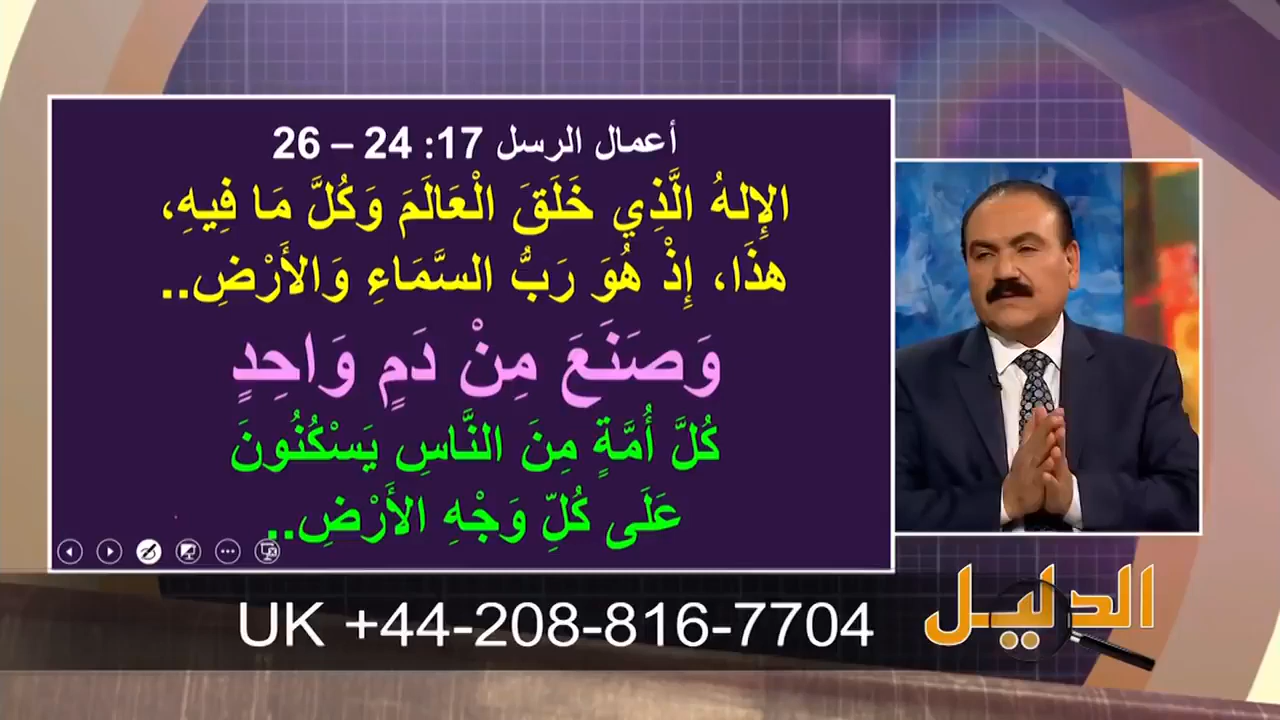 أعمال الرسل 17: 24 – 26
الإِلهُ الَّذِي خَلَقَ الْعَالَمَ وَكُلَّ مَا فِيهِ،
هذَا، إِذْ هُوَ رَبُّ السَّمَاءِ وَالأَرْضِ..
وَصَنَعَ مِنْ دَمٍ وَاحِدٍ
كُلَّ أُمَّةٍ مِنَ النَّاسِ يَسْكُنُونَ
عَلَى كُلِّ وَجْهِ الأَرْضِ..
UK +44-208-816-7704
الدليل